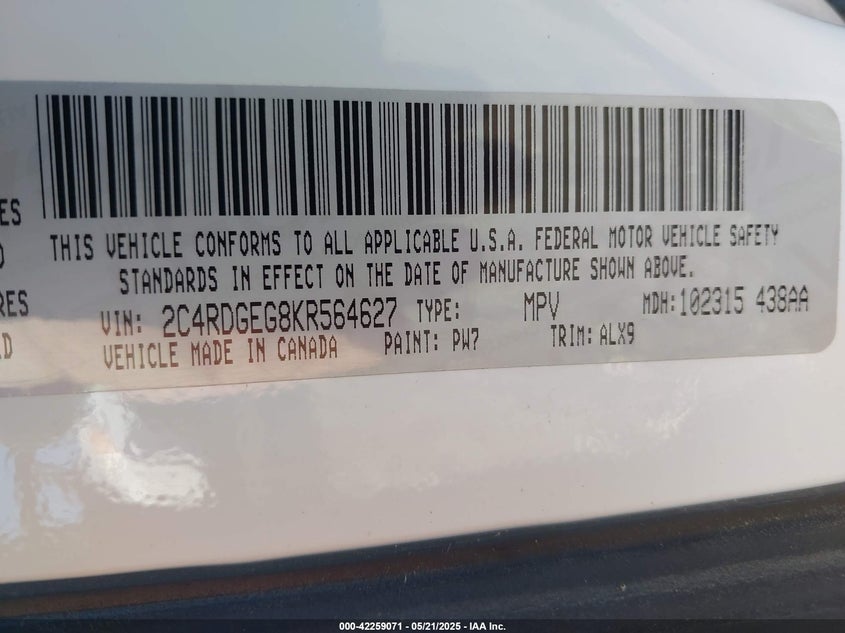 ES
THIS VEHICLE CONFORMS TO ALL APPLICABLE U.S.A. FEDERAL MOTOR VEHICLE SAFETY
STANDARDS IN EFFECT ON THE DATE OF MANUFACTURE SHOWN ABOVE.
RES
VIN: 2C4RDGEG8KR564627 TYPE: MPV MDH:102315 438AA
VEHICLE MADE IN CANADA PAINT: PW7 TRIM: ALX9
000-42259071 — 05/21/2025 — IAA Inc.